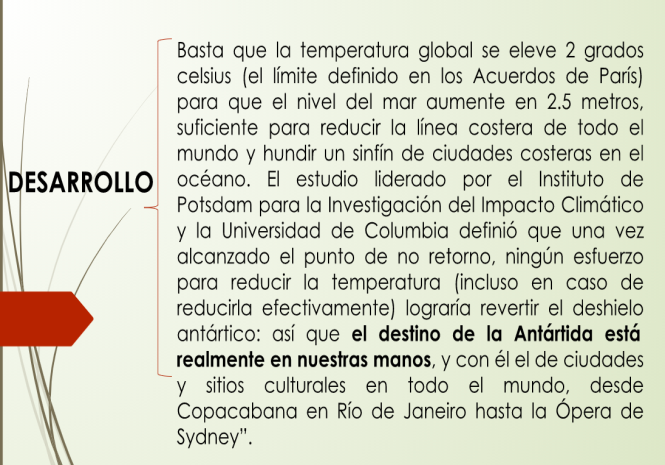 DESARROLLO
Basta que la temperatura global se eleve 2 grados
celsius (el límite definido en los Acuerdos de París)
para que el nivel del mar aumente en 2.5 metros,
suficiente para reducir la línea costera de todo el
mundo y hundir un sinfín de ciudades costeras en el
océano. El estudio liderado por el Instituto de
Potsdam para la Investigación del Impacto Climático
y la Universidad de Columbia definió que una vez
alcanzado el punto de no retorno, ningún esfuerzo
para reducir la temperatura (incluso en caso de
reducirla efectivamente) lograría revertir el deshielo
antártico: así que el destino de la Antártida está
realmente en nuestras manos, y con él el de ciudades
y sitios culturales en todo el mundo, desde
Copacabana en Río de Janeiro hasta la Ópera de
Sydney”.